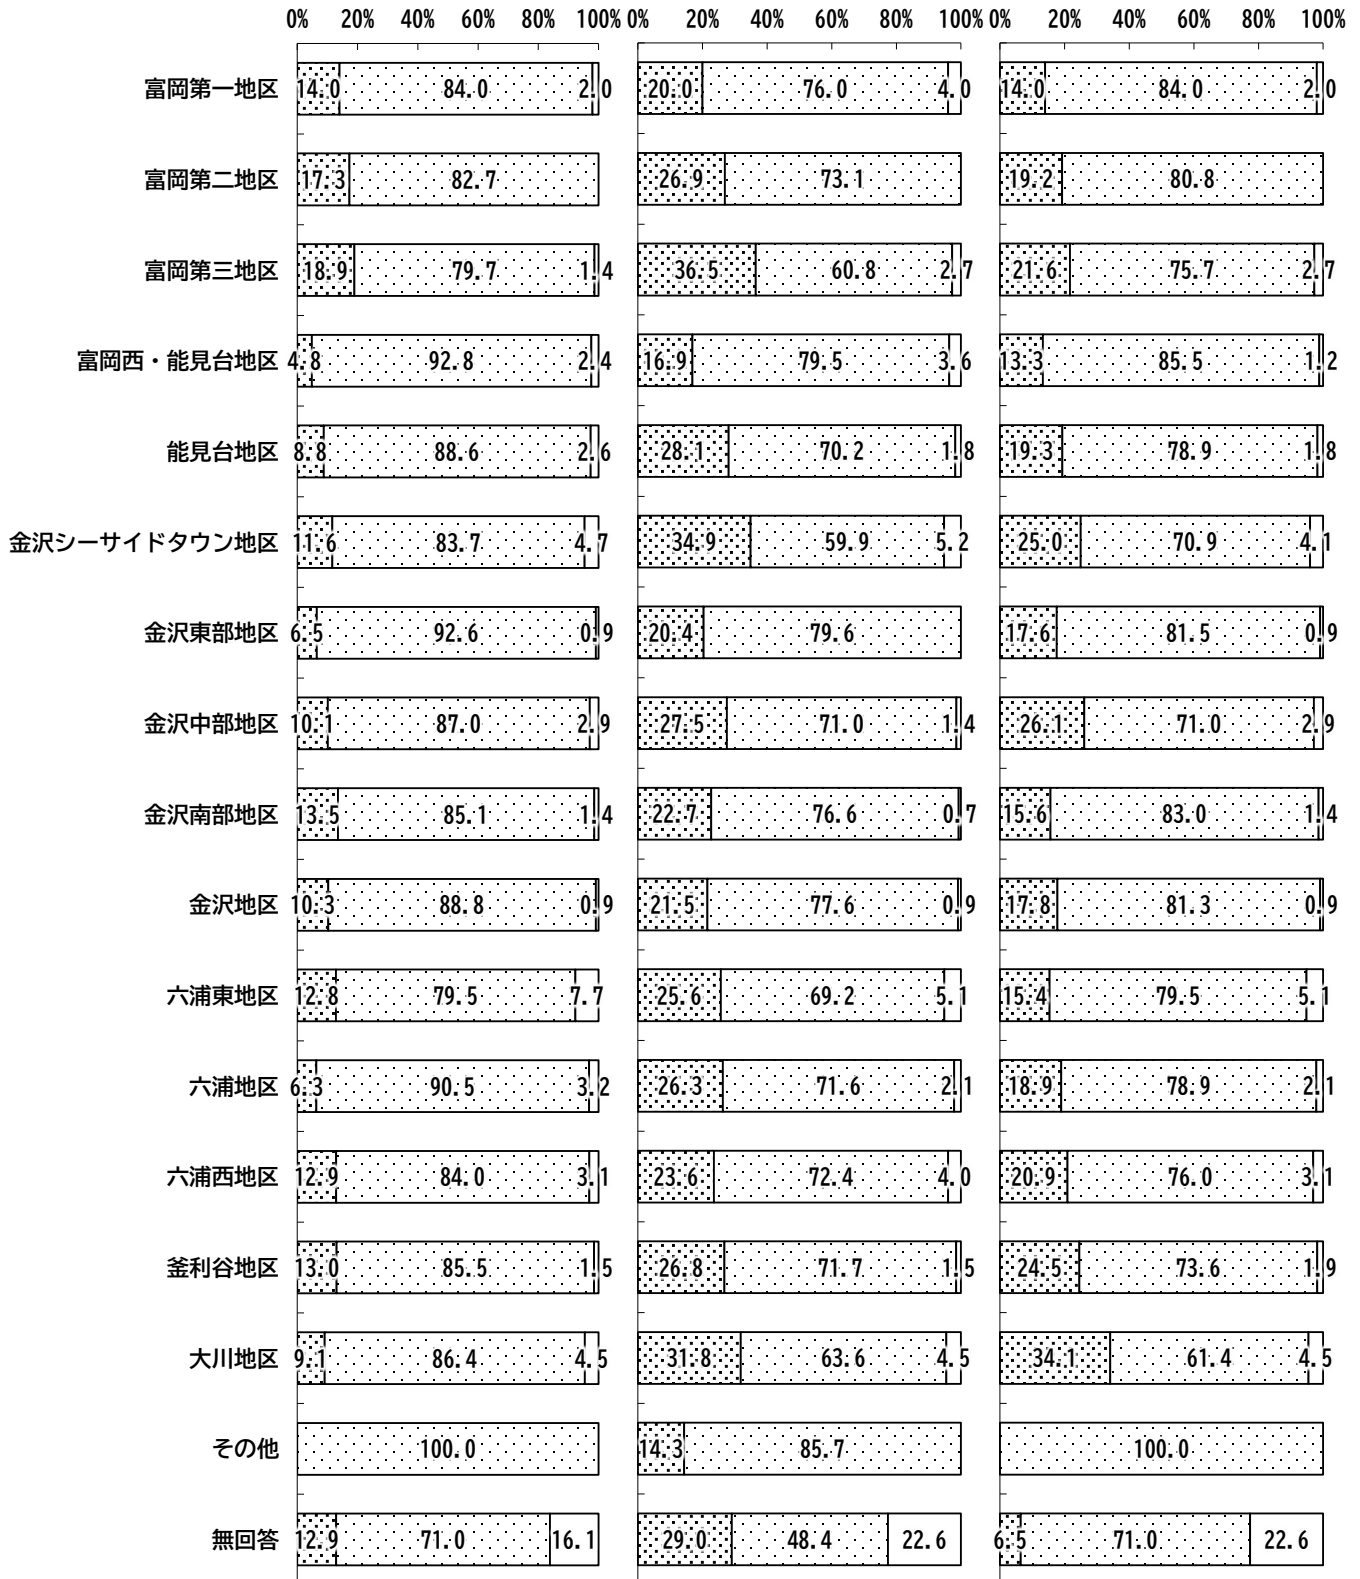 0% 20% 40% 60% 80% 100% 0% 20% 40% 60% 80% 100% 0% 20% 40% 60% 80% 100%
富岡第一地区 14.0 84.0 2.0 20.0 76.0 4.0 14.0 84.0 2.0
富岡第二地区 17.3 82.7 26.9 73.1 19.2 80.8
富岡第三地区 18.9 79.7 1.4 36.5 60.8 2.7 21.6 75.7 2.7
富岡西・能見台地区 4.8 92.8 2.4 16.9 79.5 3.6 13.3 85.5 1.2
能見台地区 8.8 88.6 2.6 28.1 70.2 1.8 19.3 78.9 1.8
金沢シーサイドタウン地区 11.6 83.7 4.7 34.9 59.9 5.2 25.0 70.9 4.1
金沢東部地区 6.5 92.6 0.9 20.4 79.6 17.6 81.5 0.9
金沢中部地区 10.1 87.0 2.9 27.5 71.0 1.4 26.1 71.0 2.9
金沢南部地区 13.5 85.1 1.4 22.7 76.6 0.7 15.6 83.0 1.4
金沢地区 10.3 88.8 0.9 21.5 77.6 0.9 17.8 81.3 0.9
六浦東地区 12.8 79.5 7.7 25.6 69.2 5.1 15.4 79.5 5.1
六浦地区 6.3 90.5 3.2 26.3 71.6 2.1 18.9 78.9 2.1
六浦西地区 12.9 84.0 3.1 23.6 72.4 4.0 20.9 76.0 3.1
釜利谷地区 13.0 85.5 1.5 26.8 71.7 1.5 24.5 73.6 1.9
大川地区 9.1 86.4 4.5 31.8 63.6 4.5 34.1 61.4 4.5
その他 100.0 14.3 85.7 100.0
無回答 12.9 71.0 16.1 29.0 48.4 22.6 6.5 71.0 22.6